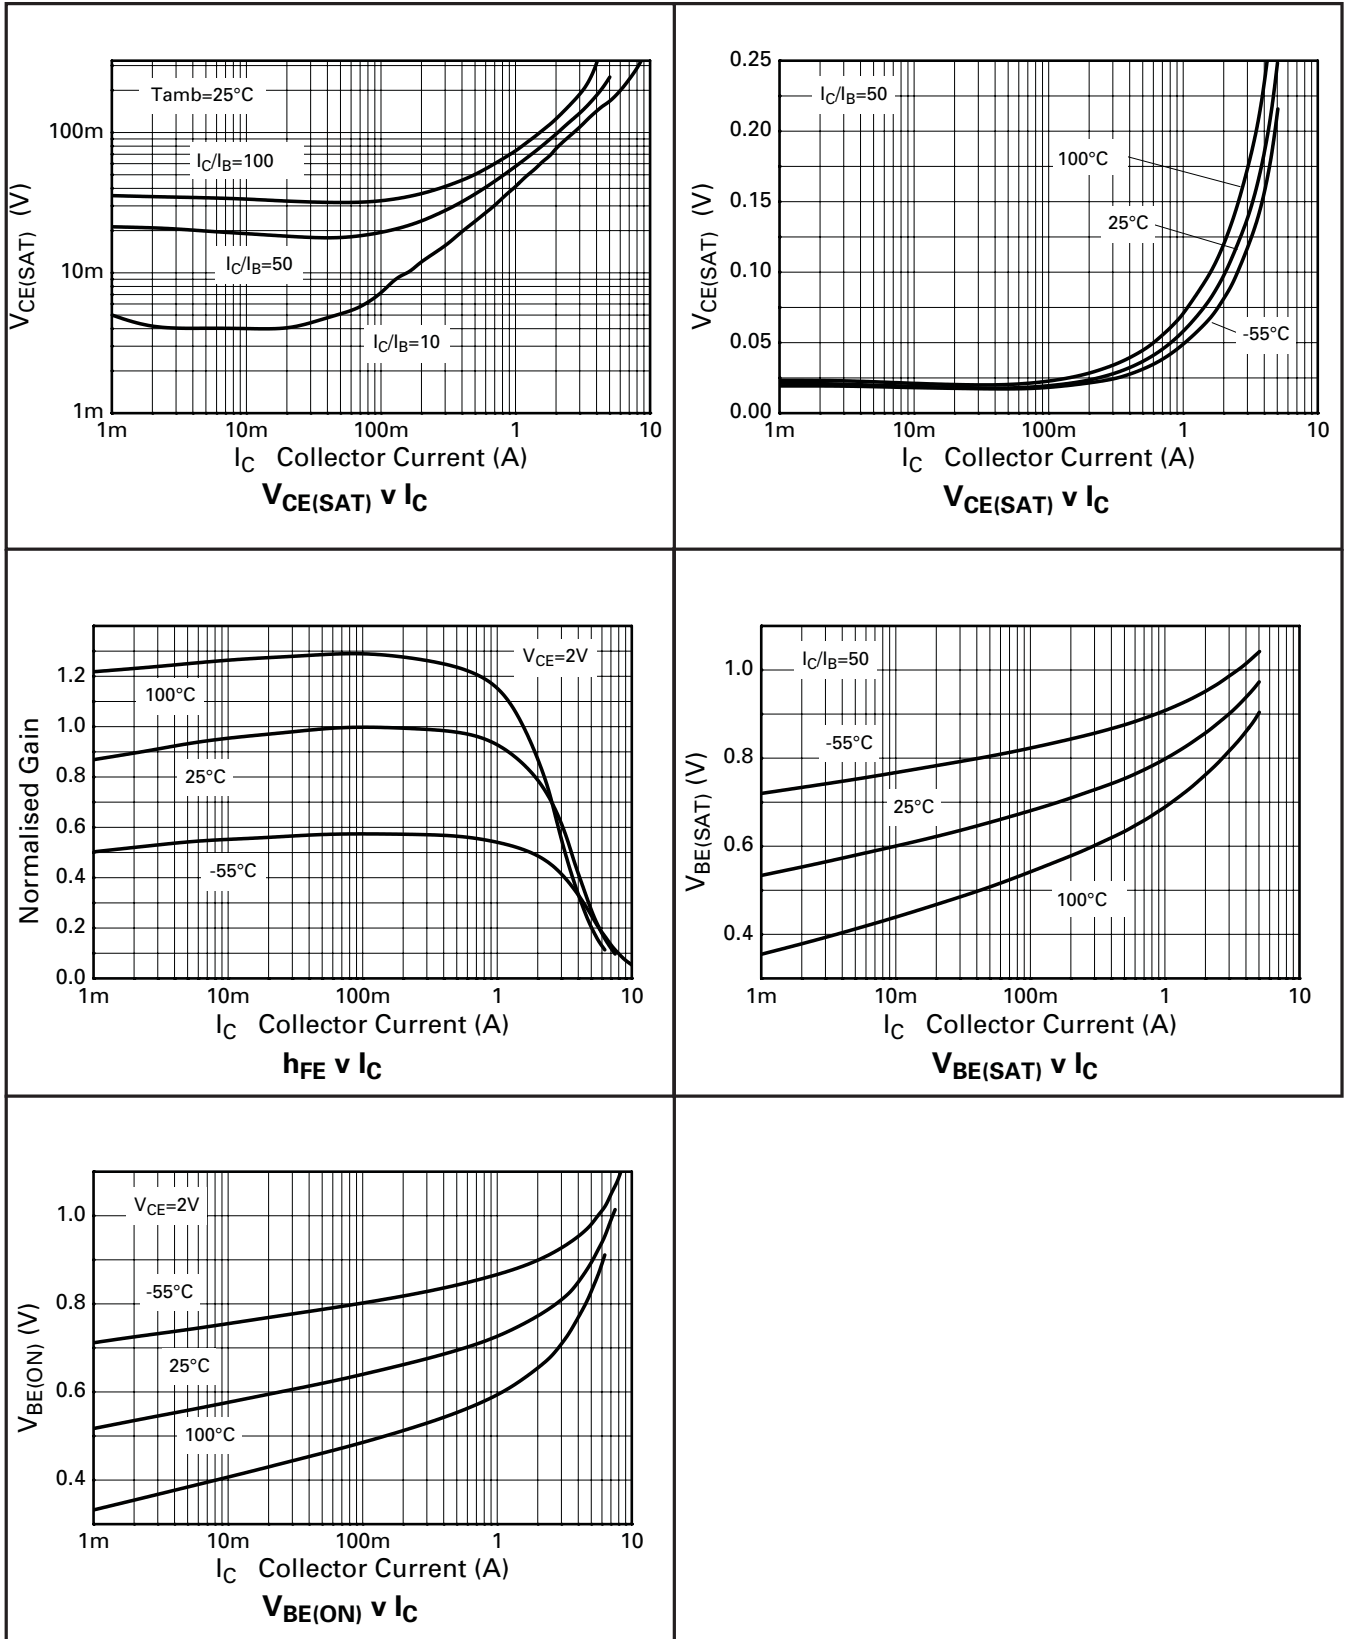 Tamb=25°C
IC/IB=100
IC/IB=50
IC/IB=10
100m
10m
1m
VCE(SAT) (V)
1m 10m 100m 1 10
IC Collector Current (A)
VCE(SAT) v IC
IC/IB=50
100°C
25°C
-55°C
0.25
0.20
0.15
0.10
0.05
0.00
VCE(SAT) (V)
1m 10m 100m 1 10
IC Collector Current (A)
VCE(SAT) v IC
VCE=2V
100°C
25°C
-55°C
1.2
1.0
0.8
0.6
0.4
0.2
0.0
Normalised Gain
1m 10m 100m 1 10
IC Collector Current (A)
hFE v IC
IC/IB=50
-55°C
25°C
100°C
1.0
0.8
0.6
0.4
VBE(SAT) (V)
1m 10m 100m 1 10
IC Collector Current (A)
VBE(SAT) v IC
VCE=2V
-55°C
25°C
100°C
1.0
0.8
0.6
0.4
VBE(ON) (V)
1m 10m 100m 1 10
IC Collector Current (A)
VBE(ON) v IC